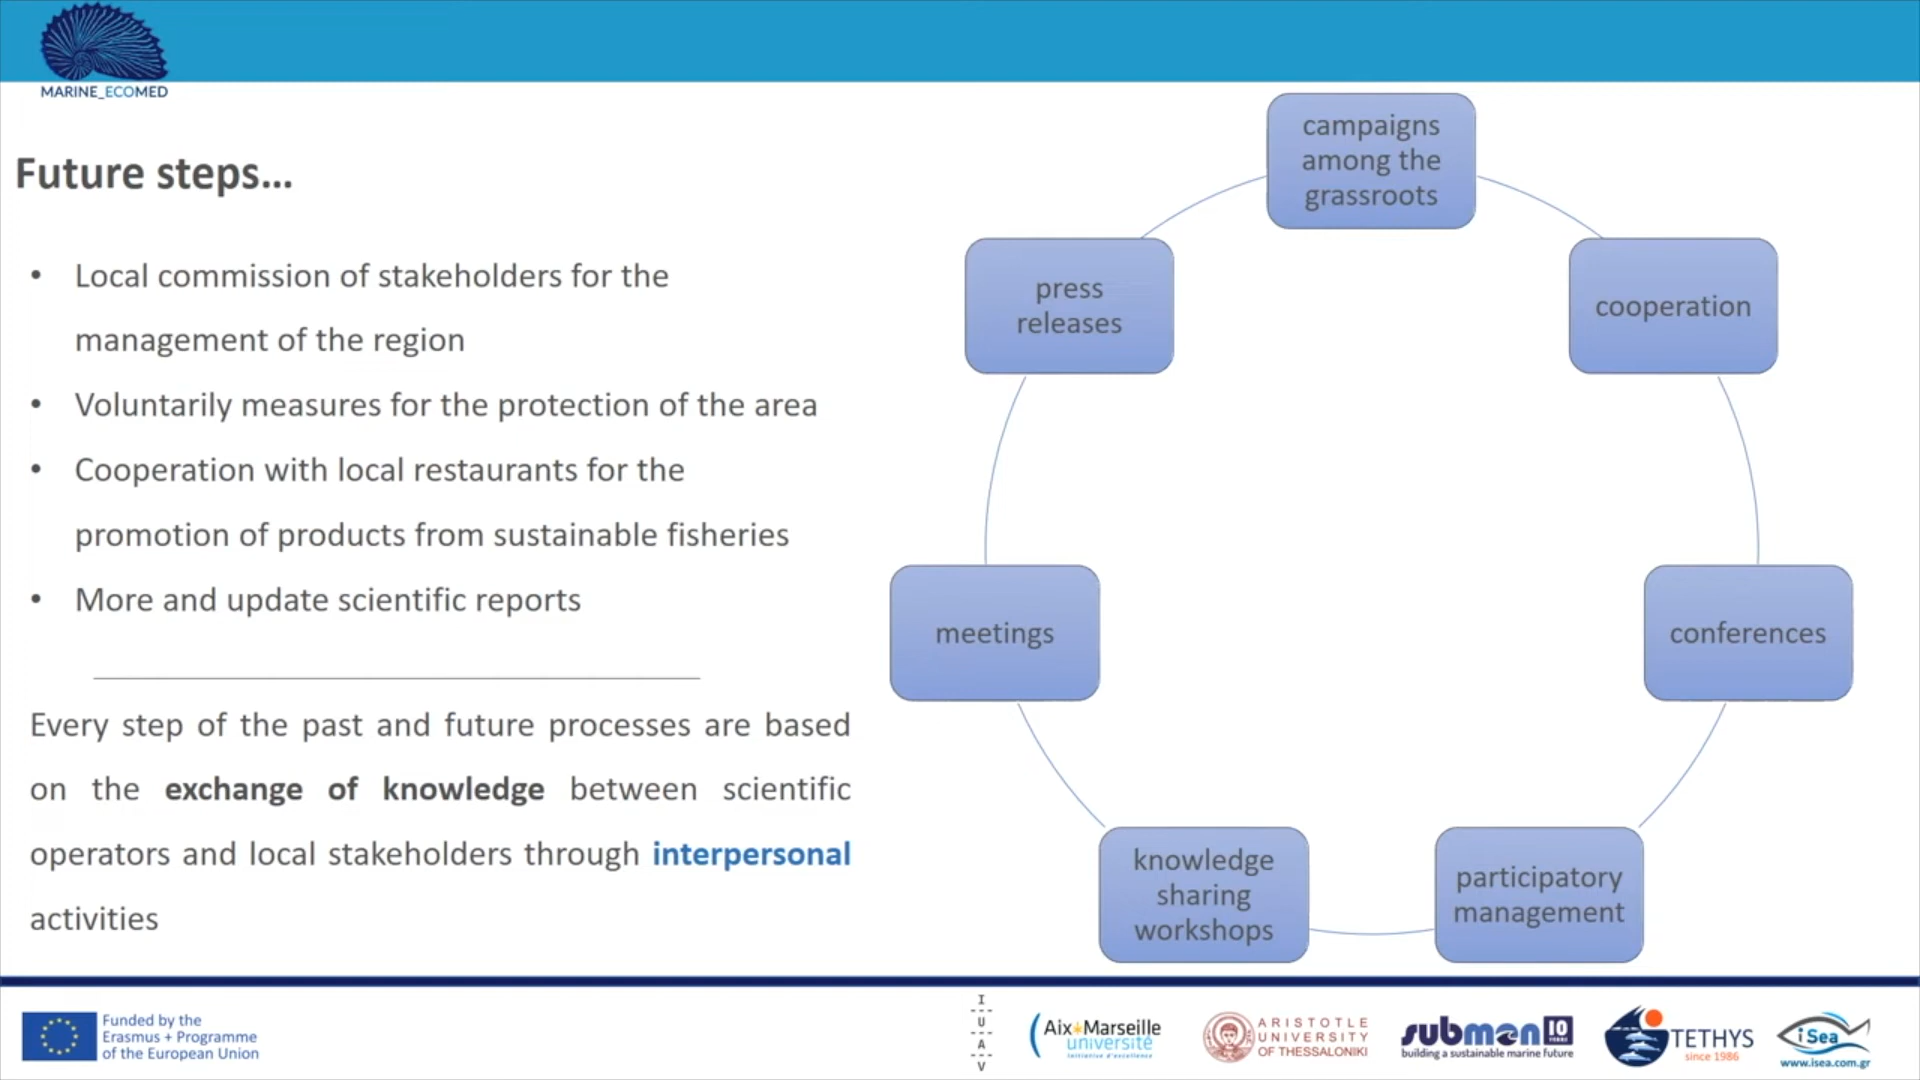 MARINE_ECOMED
Future steps...
• Local commission of stakeholders for the
management of the region
• Voluntarily measures for the protection of the area
• Cooperation with local restaurants for the
promotion of products from sustainable fisheries
• More and update scientific reports
Every step of the past and future processes are based
on the exchange of knowledge between scientific
operators and local stakeholders through interpersonal
activities
campaigns
among the
grassroots
cooperation
conferences
participatory
management
knowledge
sharing
workshops
meetings
press
releases
Funded by the
Erasmus + Programme
of the European Union
I
U
A
V
Aix*Marseille
université
Initiative d'excellence
ARISTOTLE
UNIVERSITY
OF THESSALONIKI
submon 10
building a sustainable marine future
TETHYS
since 1986
iSea
www.isea.com.gr